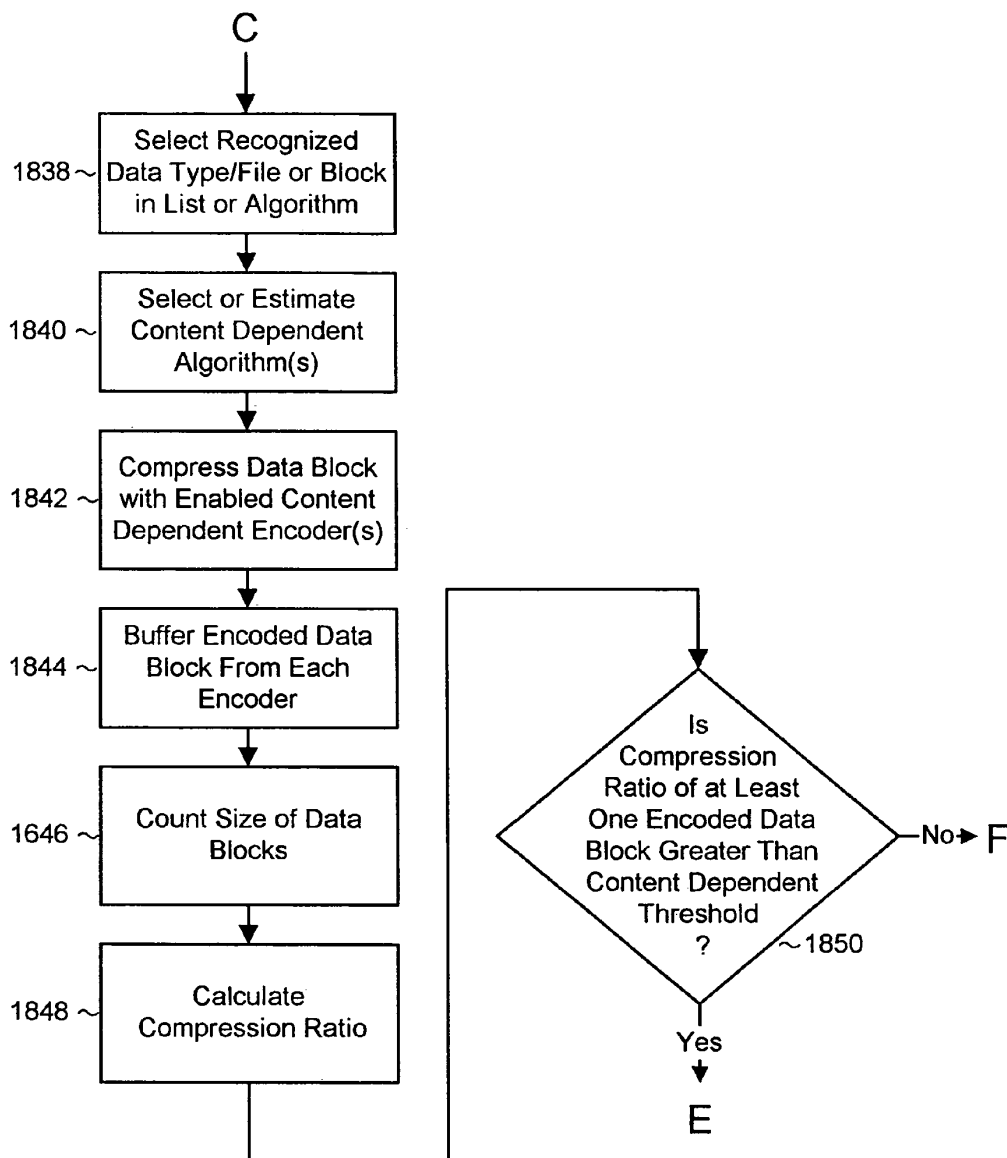 C
1838
Select Recognized
Data Type/File or Block
in List or Algorithm
1840
Select or Estimate
Content Dependent
Algorithm(s)
1842
Compress Data Block
with Enabled Content
Dependent Encoder(s)
1844
Buffer Encoded Data
Block From Each
Encoder
1646
Count Size of Data
Blocks
1848
Calculate
Compression Ratio
Is
Compression
Ratio of at Least
One Encoded Data
Block Greater Than
Content Dependent
Threshold
?
1850
No
F
Yes
E